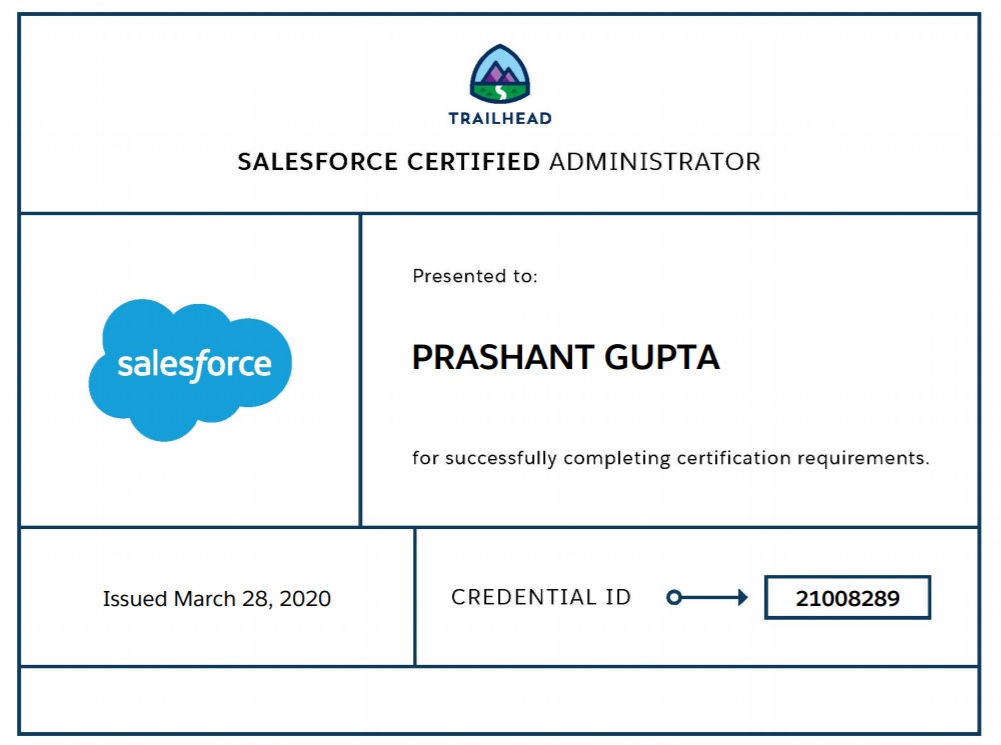 TRAILHEAD
SALESFORCE CERTIFIED ADMINISTRATOR
salesforce
Presented to:
PRASHANT GUPTA
for successfully completing certification requirements.
Issued March 28, 2020
CREDENTIAL ID
21008289